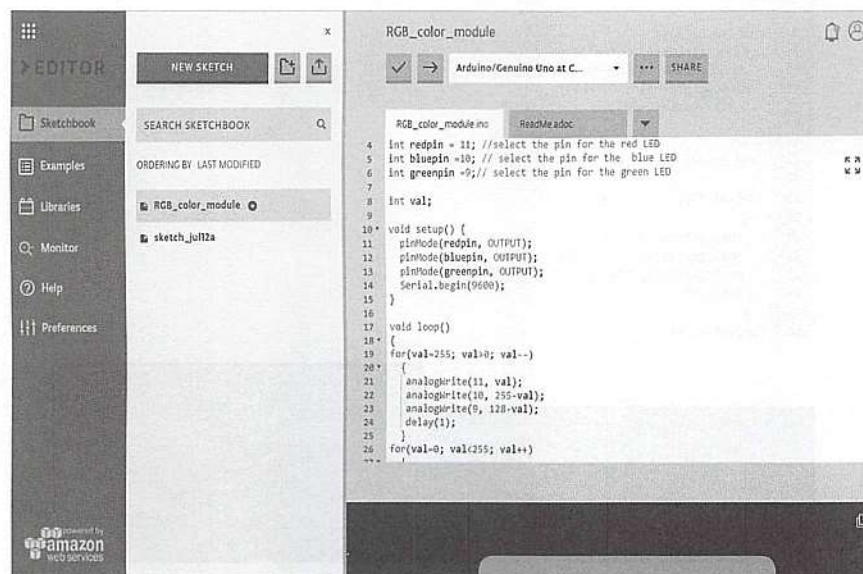 RGB_color_module
> EDITOR
NEW SKETCH
Arduino/Genuino Uno at C...
SHARE
Sketchbook
SEARCH SKETCHBOOK
RGB_color_module.ino
ReadMe.adoc
Examples
ORDERING BY LAST MODIFIED
Libraries
RGB_color_module
Monitor
sketch_jul12a
Help
Preferences
4 int redpin = 11; //select the pin for the red LED
5 int bluepin =10; // select the pin for the blue LED
6 int greenpin =9;// select the pin for the green LED
7
8 int val;
9
10 void setup() {
11 pinMode(redpin, OUTPUT);
12 pinMode(bluepin, OUTPUT);
13 pinMode(greenpin, OUTPUT);
14 Serial.begin(9600);
15 }
16
17 void loop()
18 {
19 for(val=255; val>0; val--)
20 {
21 analogWrite(11, val);
22 analogWrite(10, 255-val);
23 analogWrite(9, 128-val);
24 delay(1);
25 }
26 for(val=0; val<255; val++)
27 {
powered by
amazon
web services